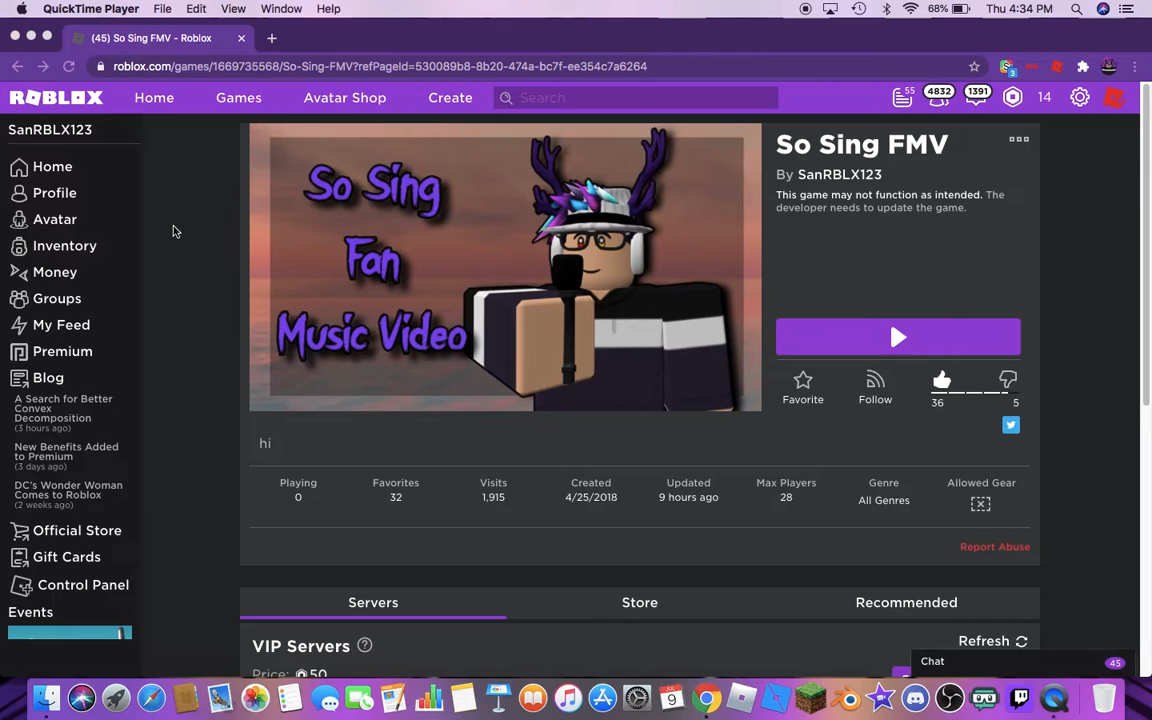 QuickTime Player File Edit View Window Help 68% Thu 4:34 PM
(45) So Sing FMV - Roblox
roblox.com/games/1669735568/So-Sing-FMV?refPageId=530089b8-8b20-474a-bc7f-ee354c7a6264
3
ROBLOX Home Games Avatar Shop Create Search 55 4832 1391 14
SanRBLX123
Home
Profile
Avatar
Inventory
Money
Groups
My Feed
Premium
Blog
A Search for Better
Convex
Decomposition
(3 hours ago)
New Benefits Added
to Premium
(3 days ago)
DC's Wonder Woman
Comes to Roblox
(2 weeks ago)
Official Store
Gift Cards
Control Panel
Events
So Sing
Fan
Music Video
So Sing FMV
By SanRBLX123
This game may not function as intended. The
developer needs to update the game.
Favorite Follow 36 5
hi
Playing Favorites Visits Created Updated Max Players Genre Allowed Gear
0 32 1,915 4/25/2018 9 hours ago 28 All Genres
Report Abuse
Servers Store Recommended
VIP Servers Refresh
Price: 50
Chat 45
JUL
9